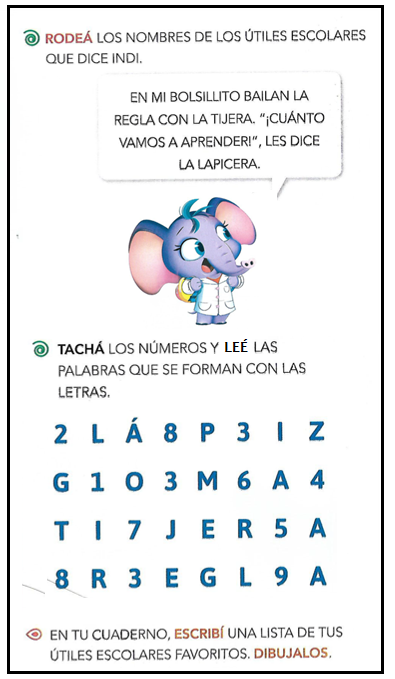 RODEÁ LOS NOMBRES DE LOS ÚTILES ESCOLARES
QUE DICE INDI.
EN MI BOLSILLITO BAILAN LA
REGLA CON LA TIJERA. “¡CUÁNTO
VAMOS A APRENDER!”, LES DICE
LA LAPICERA.
TACHÁ LOS NÚMEROS Y LEÉ LAS
PALABRAS QUE SE FORMAN CON LAS
LETRAS.
2 L Á 8 P 3 I Z
G 1 O 3 M 6 A 4
T I 7 J E R 5 A
8 R 3 E G L 9 A
EN TU CUADERNO, ESCRIBÍ UNA LISTA DE TUS
ÚTILES ESCOLARES FAVORITOS. DIBUJALOS.